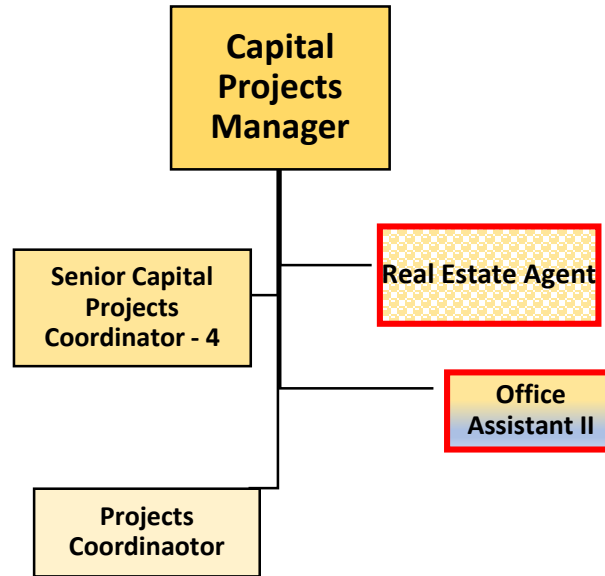 Capital
Projects
Manager
Senior Capital
Projects
Coordinator - 4
Real Estate Agent
Office
Assistant II
Projects
Coordinaotor